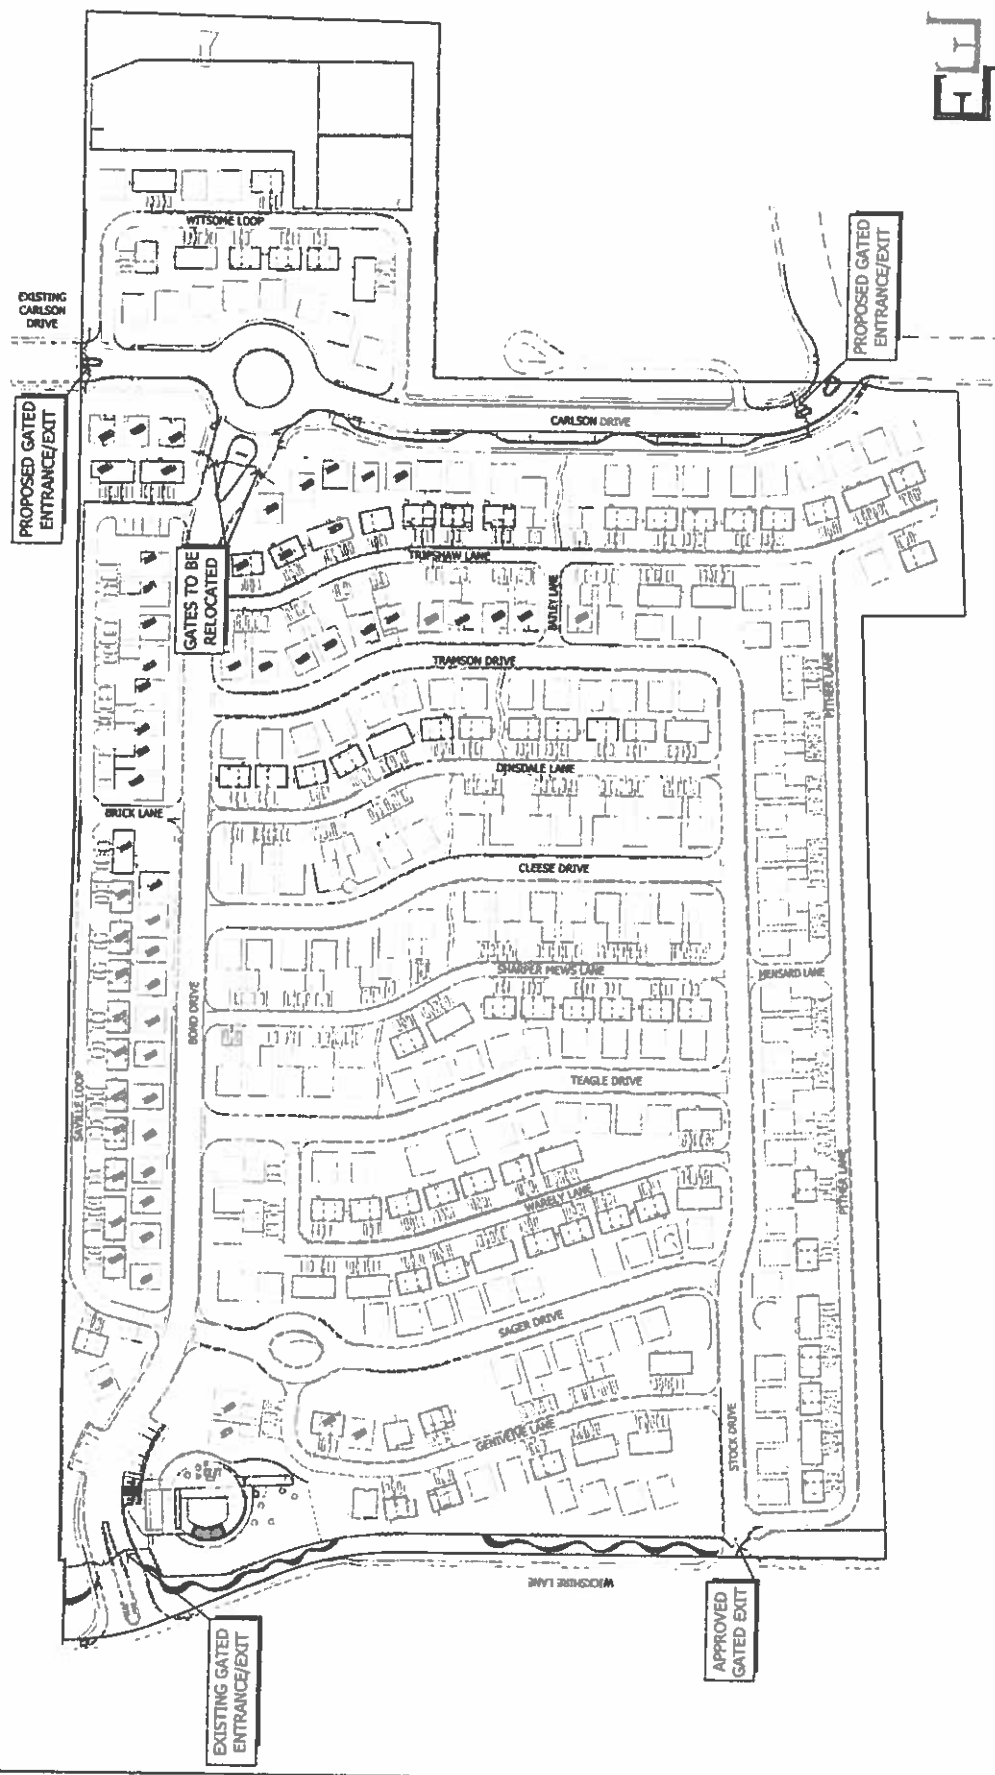 WITSOME LOOP
EXISTING
CARLSON
DRIVE
PROPOSED GATED
ENTRANCE/EXIT
PROPOSED GATED
ENTRANCE/EXIT
CARLSON DRIVE
GATES TO BE
RELOCATED
TRIPSHAW LANE
BATLEY LANE
TRAMSON DRIVE
PITHER LANE
DINSDALE LANE
BRICK LANE
CLEESE DRIVE
SHARPER MEWS LANE
MENSARD LANE
BOND DRIVE
SAVILLE LOOP
TEAGLE DRIVE
PITHER LANE
WARELY LANE
SAGER DRIVE
GENIVEIVE LANE
STOCK DRIVE
WICKSHIRE LANE
EXISTING GATED
ENTRANCE/EXIT
APPROVED
GATED EXIT